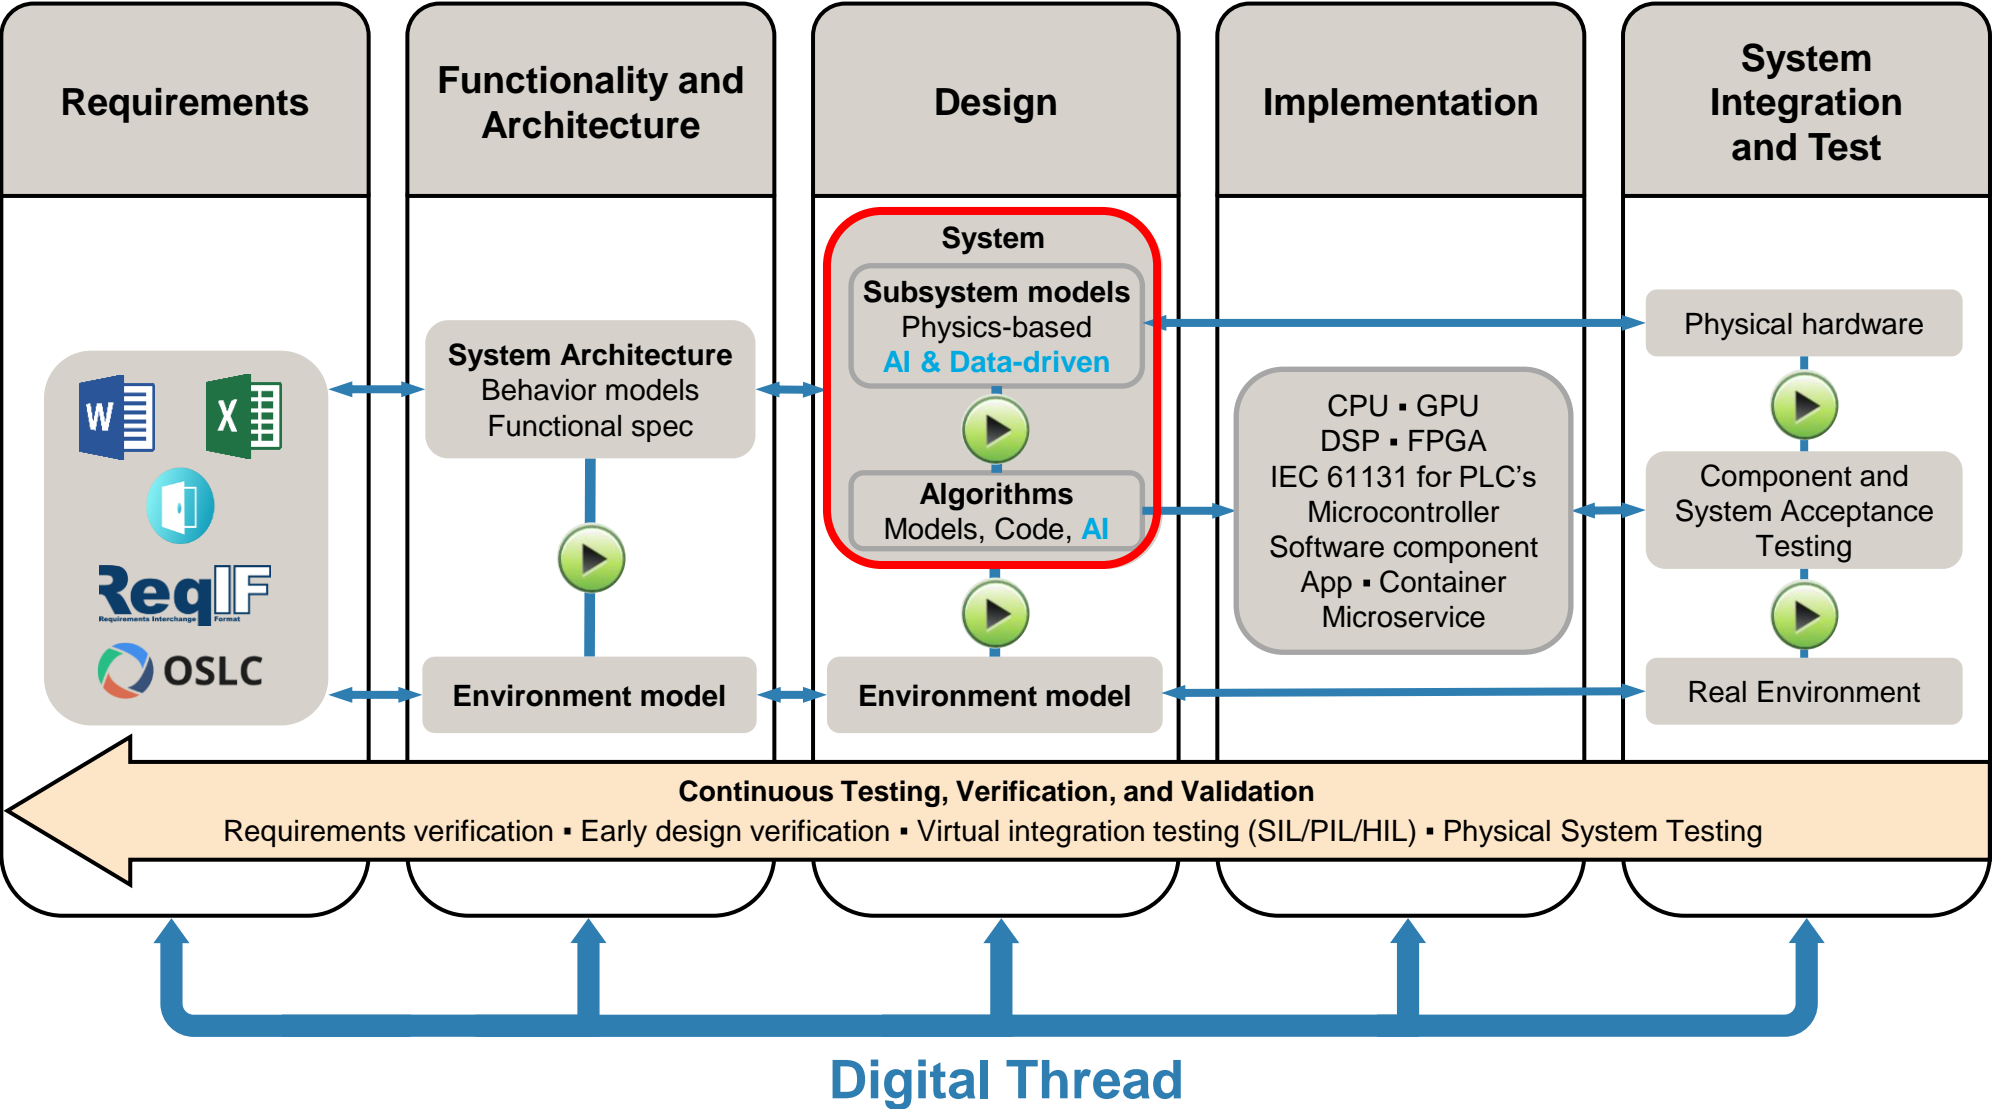 Requirements
Functionality and
Architecture
Design
Implementation
System
Integration
and Test
W
X
ReqIF
Requirements Interchange Format
OSLC
System Architecture
Behavior models
Functional spec
Environment model
System
Subsystem models
Physics-based
AI & Data-driven
Algorithms
Models, Code, AI
Environment model
CPU ▪ GPU
DSP ▪ FPGA
IEC 61131 for PLC’s
Microcontroller
Software component
App ▪ Container
Microservice
Physical hardware
Component and
System Acceptance
Testing
Real Environment
Continuous Testing, Verification, and Validation
Requirements verification ▪ Early design verification ▪ Virtual integration testing (SIL/PIL/HIL) ▪ Physical System Testing
Digital Thread